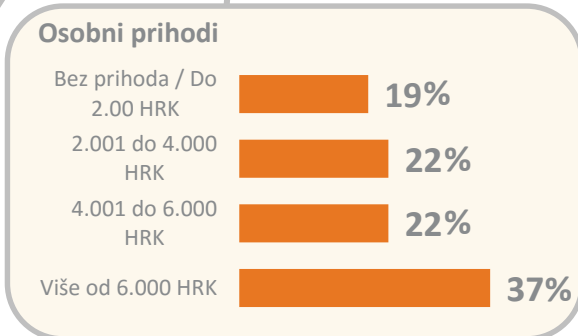 Osobni prihodi
Bez prihoda / Do
2.00 HRK
19%
2.001 do 4.000
HRK
22%
4.001 do 6.000
HRK
22%
Više od 6.000 HRK
37%